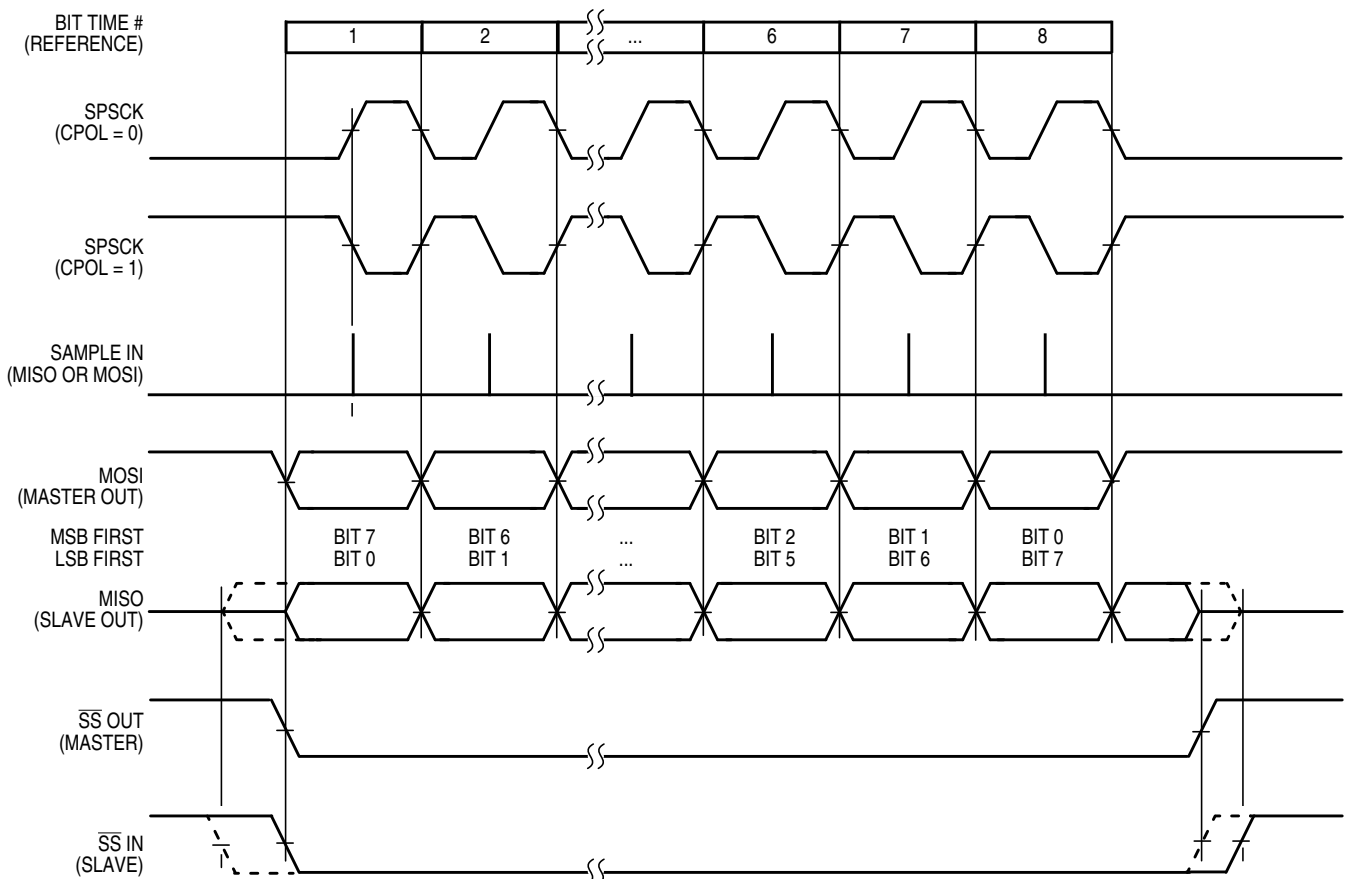 BIT TIME #
(REFERENCE)
1 2 ... 6 7 8
SPSCK
(CPOL = 0)
SPSCK
(CPOL = 1)
SAMPLE IN
(MISO OR MOSI)
MOSI
(MASTER OUT)
MSB FIRST BIT 7 BIT 6 ... BIT 2 BIT 1 BIT 0
LSB FIRST BIT 0 BIT 1 ... BIT 5 BIT 6 BIT 7
MISO
(SLAVE OUT)
S̅S̅ OUT
(MASTER)
S̅S̅ IN
(SLAVE)